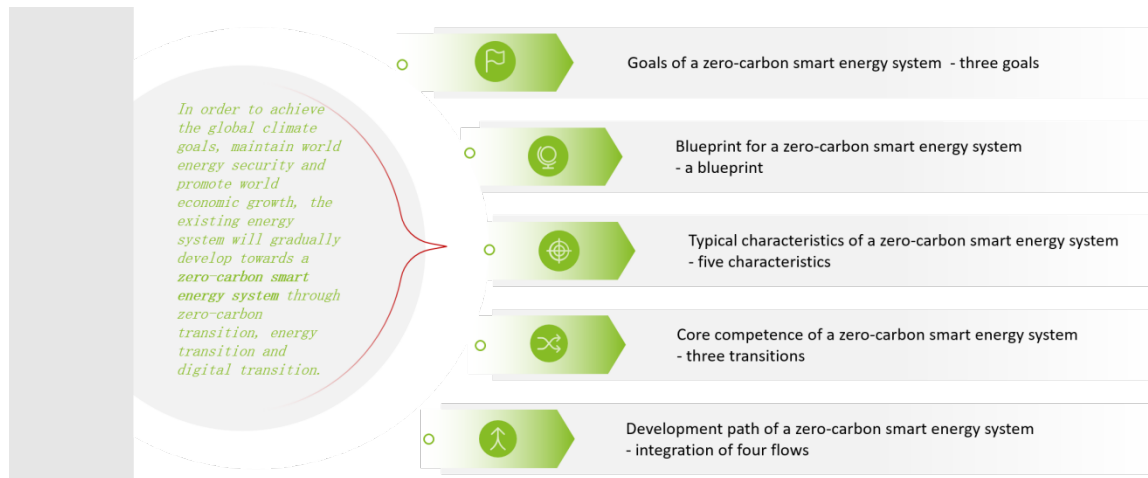 In order to achieve
the global climate
goals, maintain world
energy security and
promote world
economic growth, the
existing energy
system will gradually
develop towards a
zero-carbon smart
energy system through
zero-carbon
transition, energy
transition and
digital transition.
Goals of a zero-carbon smart energy system - three goals
Blueprint for a zero-carbon smart energy system
- a blueprint
Typical characteristics of a zero-carbon smart energy system
- five characteristics
Core competence of a zero-carbon smart energy system
- three transitions
Development path of a zero-carbon smart energy system
- integration of four flows